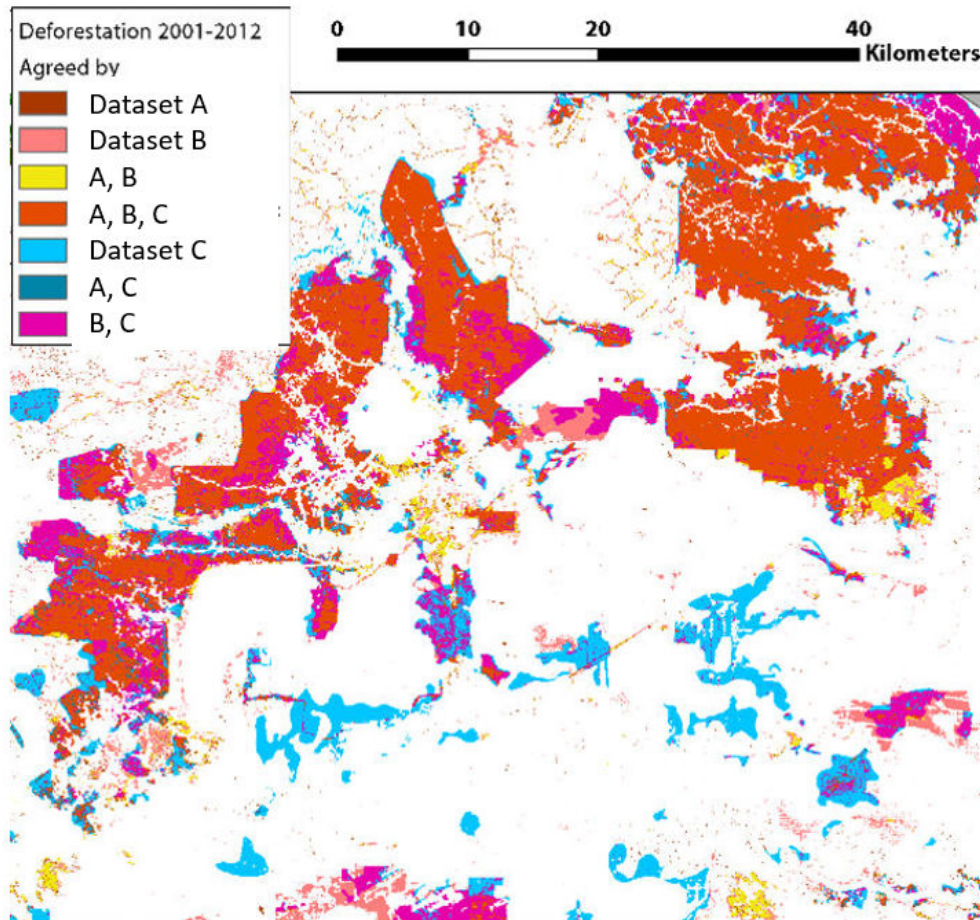 Deforestation 2001-2012
Agreed by
Dataset A
Dataset B
A, B
A, B, C
Dataset C
A, C
B, C
0 10 20 40
Kilometers